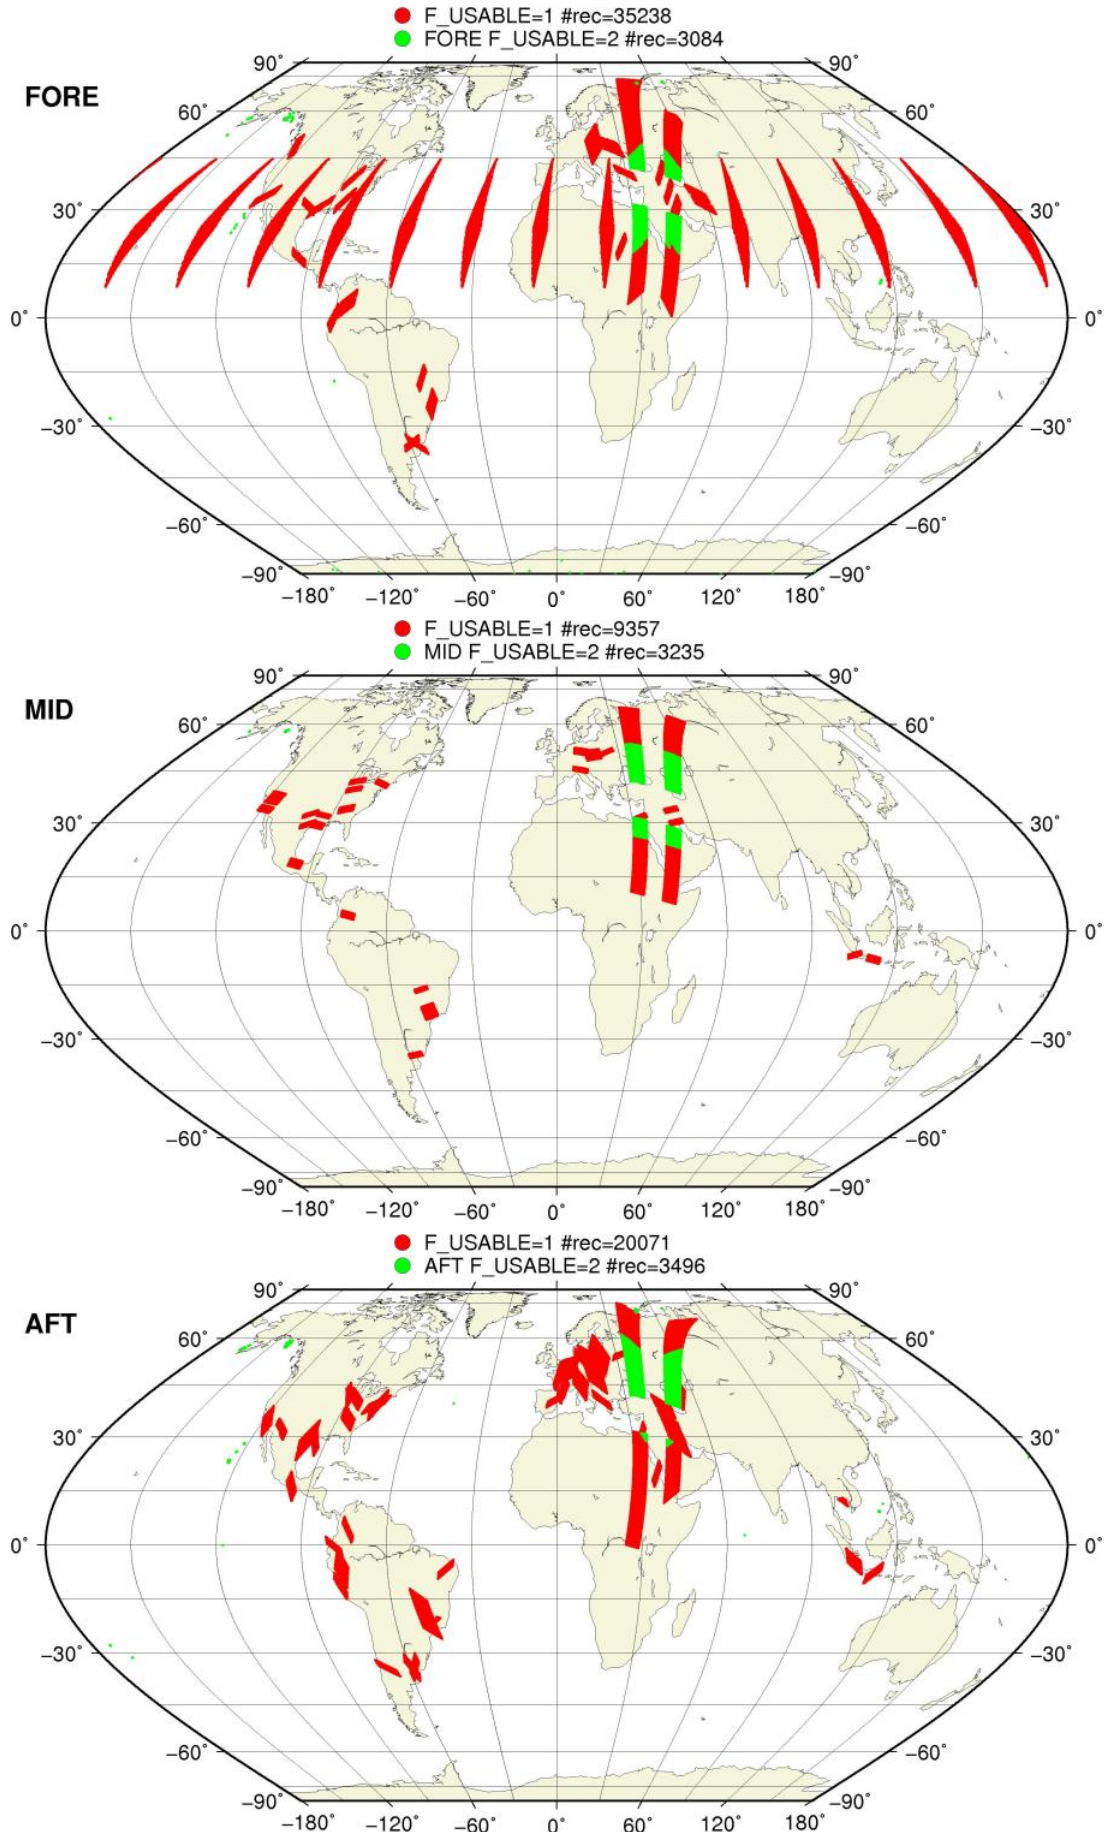 F_USABLE=1 #rec=35238
FORE F_USABLE=2 #rec=3084
FORE
90° 90°
60° 60°
30° 30°
0° 0°
−30° −30°
−60° −60°
−90° −90°
−180° −120° −60° 0° 60° 120° 180°
F_USABLE=1 #rec=9357
MID F_USABLE=2 #rec=3235
MID
90° 90°
60° 60°
30° 30°
0° 0°
−30° −30°
−60° −60°
−90° −90°
−180° −120° −60° 0° 60° 120° 180°
F_USABLE=1 #rec=20071
AFT F_USABLE=2 #rec=3496
AFT
90° 90°
60° 60°
30° 30°
0° 0°
−30° −30°
−60° −60°
−90° −90°
−180° −120° −60° 0° 60° 120° 180°